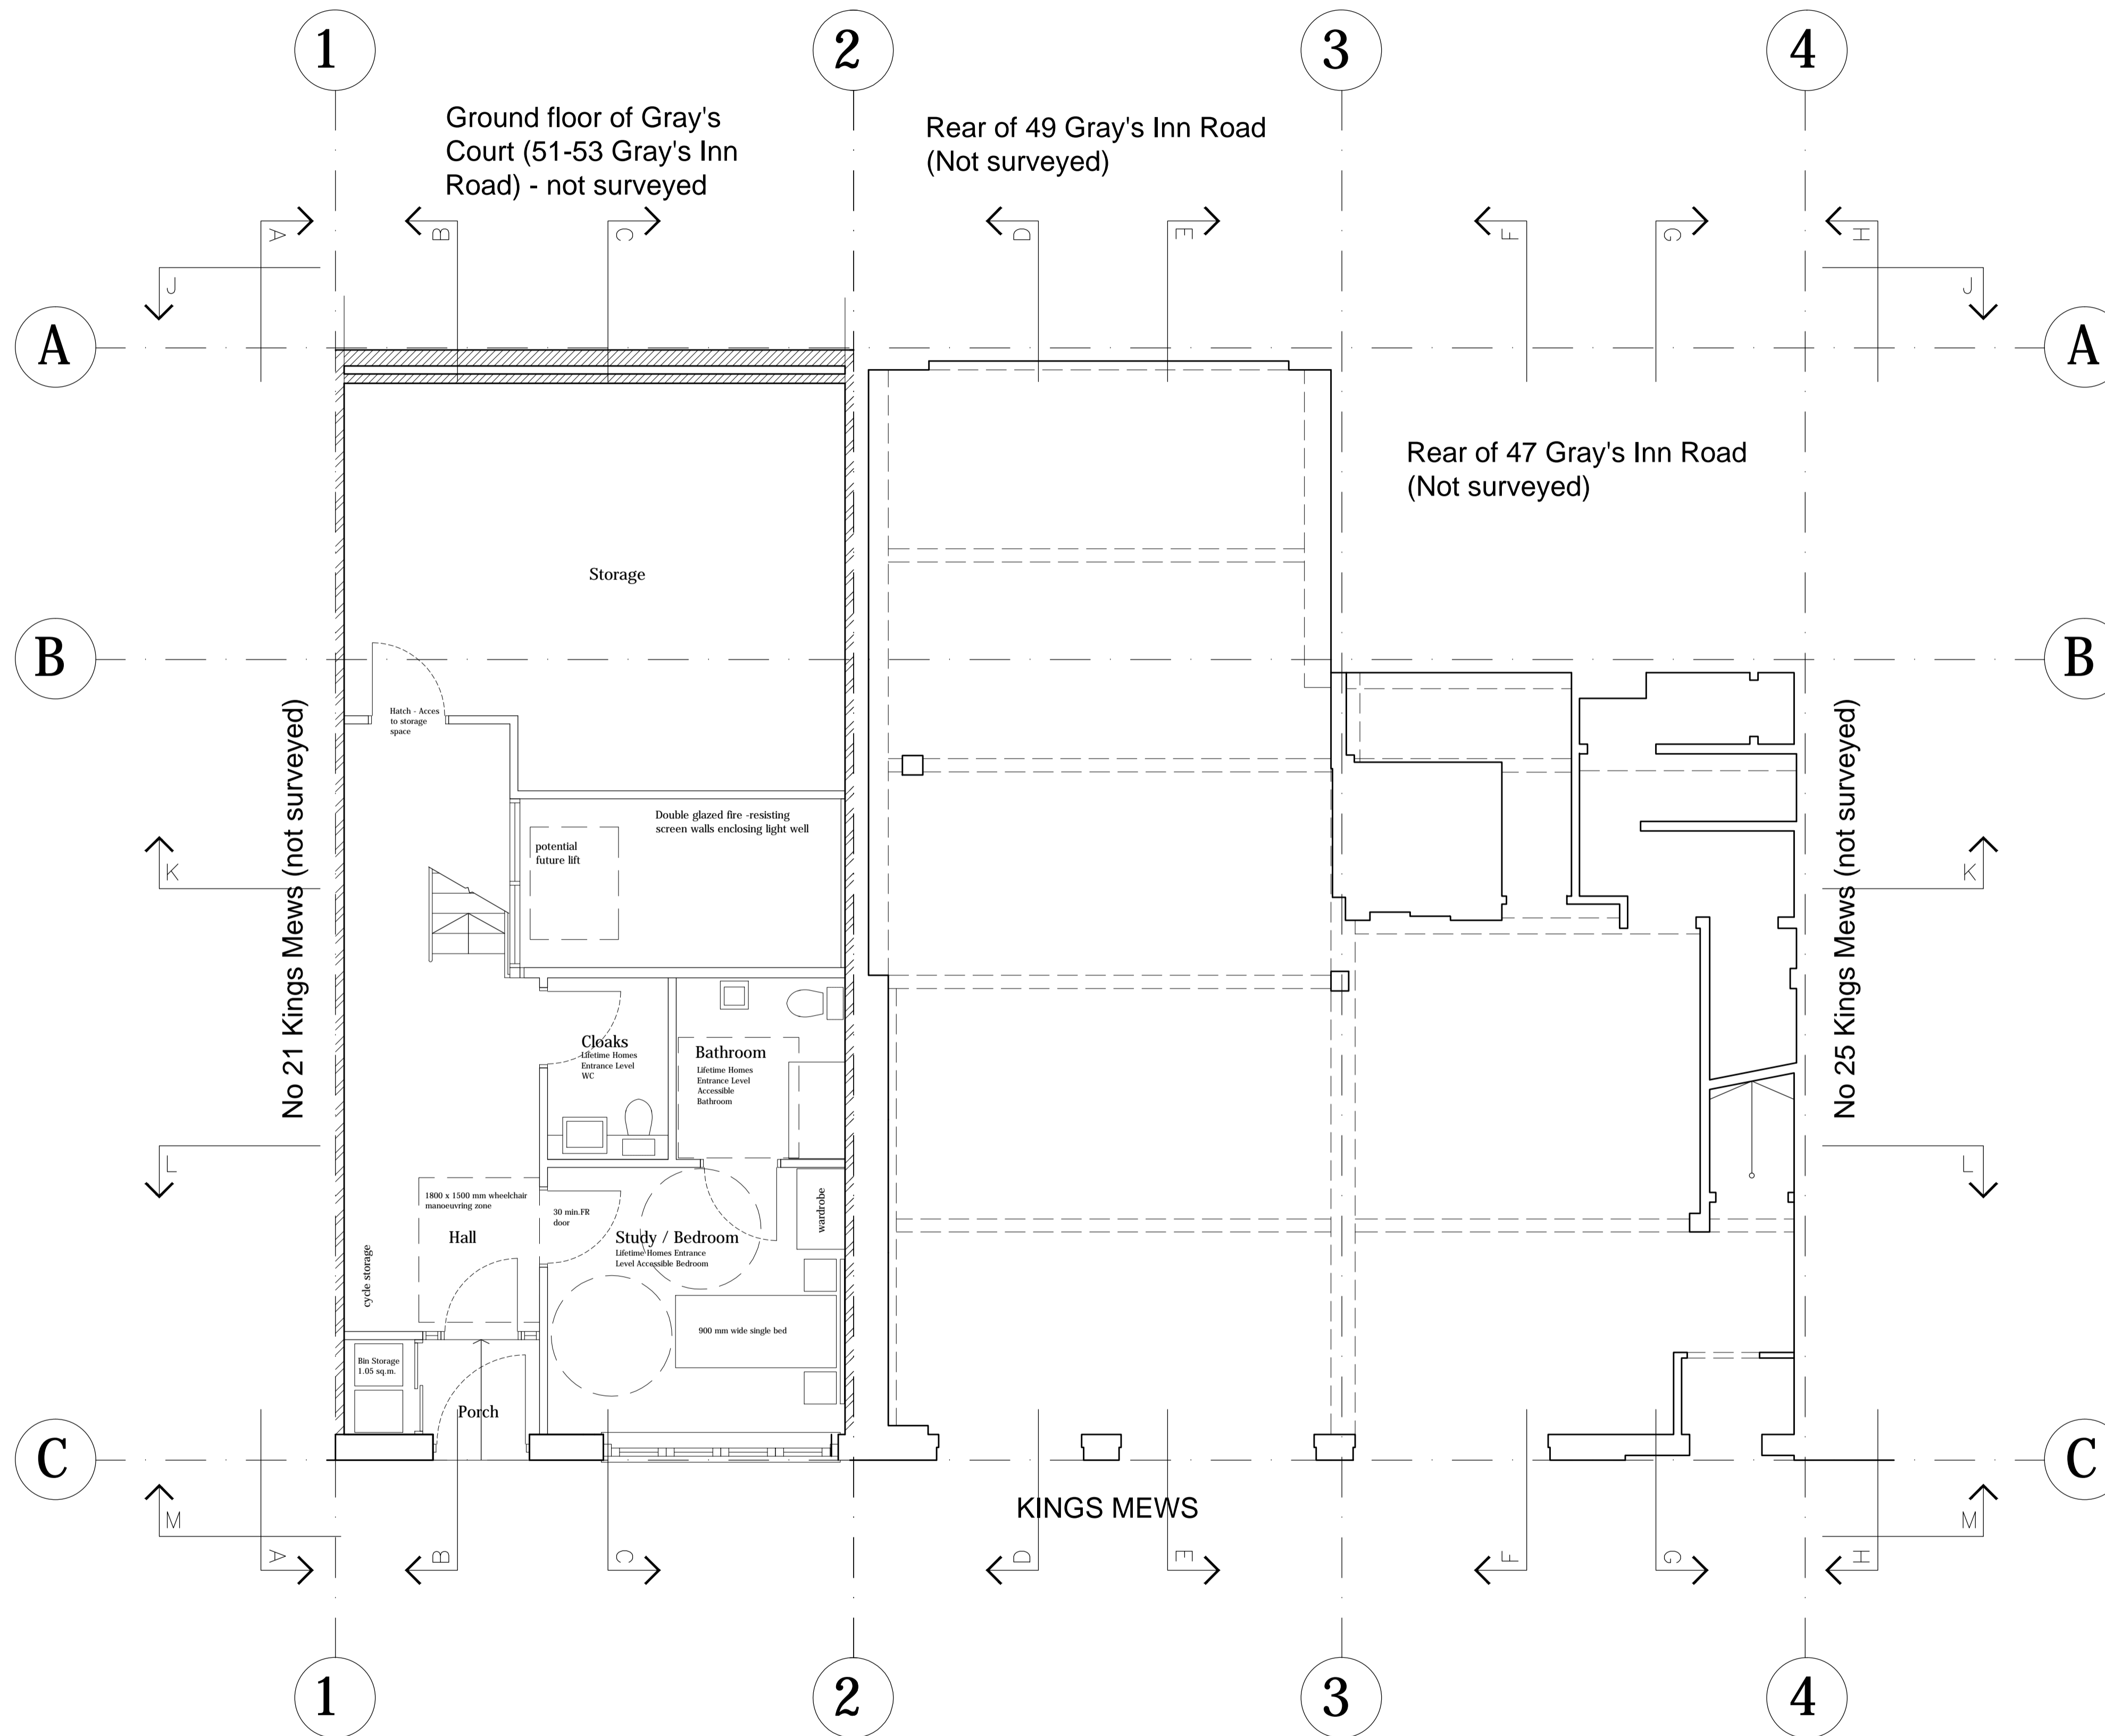 1
2
3
4
Ground floor of Gray's
Court (51-53 Gray's Inn
Road) - not surveyed
Rear of 49 Gray's Inn Road
(Not surveyed)
A
B
C
D
E
F
G
H
J
J
A
A
Rear of 47 Gray's Inn Road
(Not surveyed)
Storage
B
B
Hatch - Acces
to storage
space
No 21 Kings Mews (not surveyed)
No 25 Kings Mews (not surveyed)
Double glazed fire -resisting
screen walls enclosing light well
potential
future lift
K
K
Cloaks
Lifetime Homes
Entrance Level
WC
Bathroom
Lifetime Homes
Entrance Level
Accessible
Bathroom
L
L
1800 x 1500 mm wheelchair
manoeuvring zone
Hall
30 min.FR
door
Study / Bedroom
Lifetime Homes Entrance
Level Accessible Bedroom
wardrobe
cycle storage
900 mm wide single bed
Bin Storage
1.05 sq.m.
Porch
C
C
KINGS MEWS
M
M
A
B
C
D
E
F
G
H
1
2
3
4